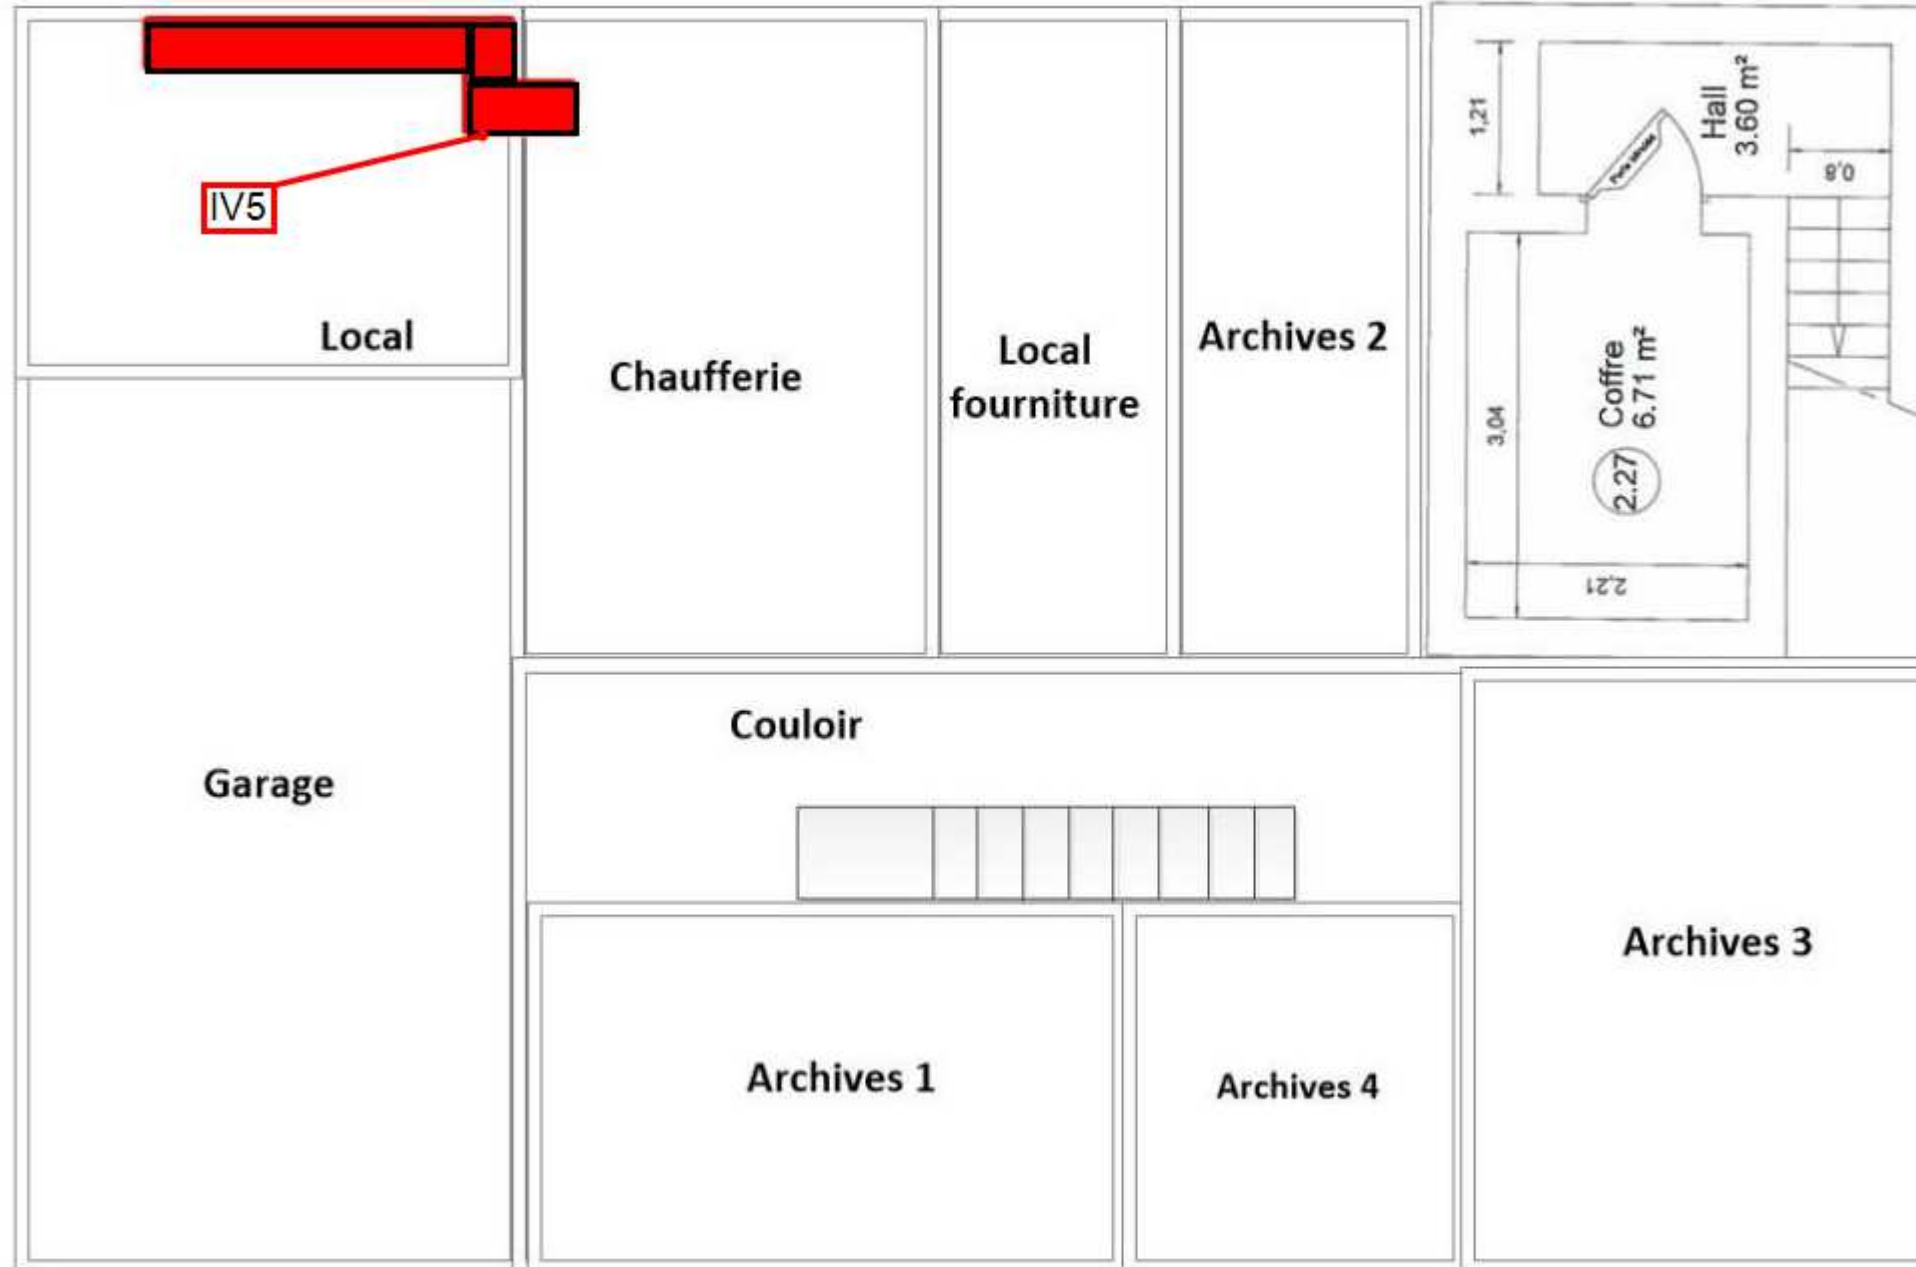 IV5
Local
Chaufferie
Local
fourniture
Archives 2
1,21
Hall
3.60 m²
0,8
Coffre
6.71 m²
2.27
3,04
2,21
Garage
Couloir
Archives 1
Archives 4
Archives 3